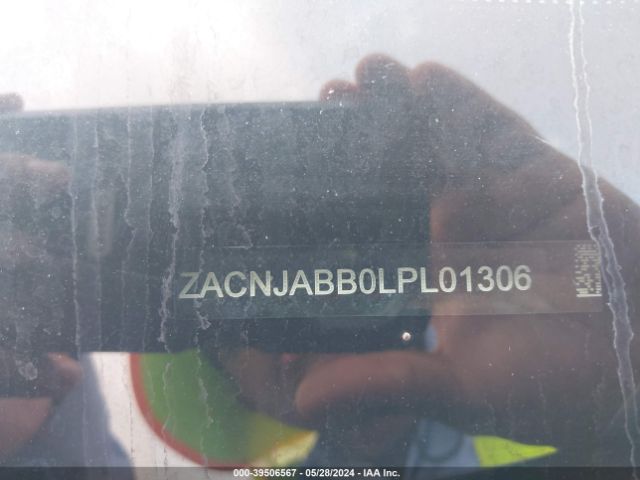 ZACNJABB0LPL01306
000-39506567 - 05/28/2024 - IAA Inc.